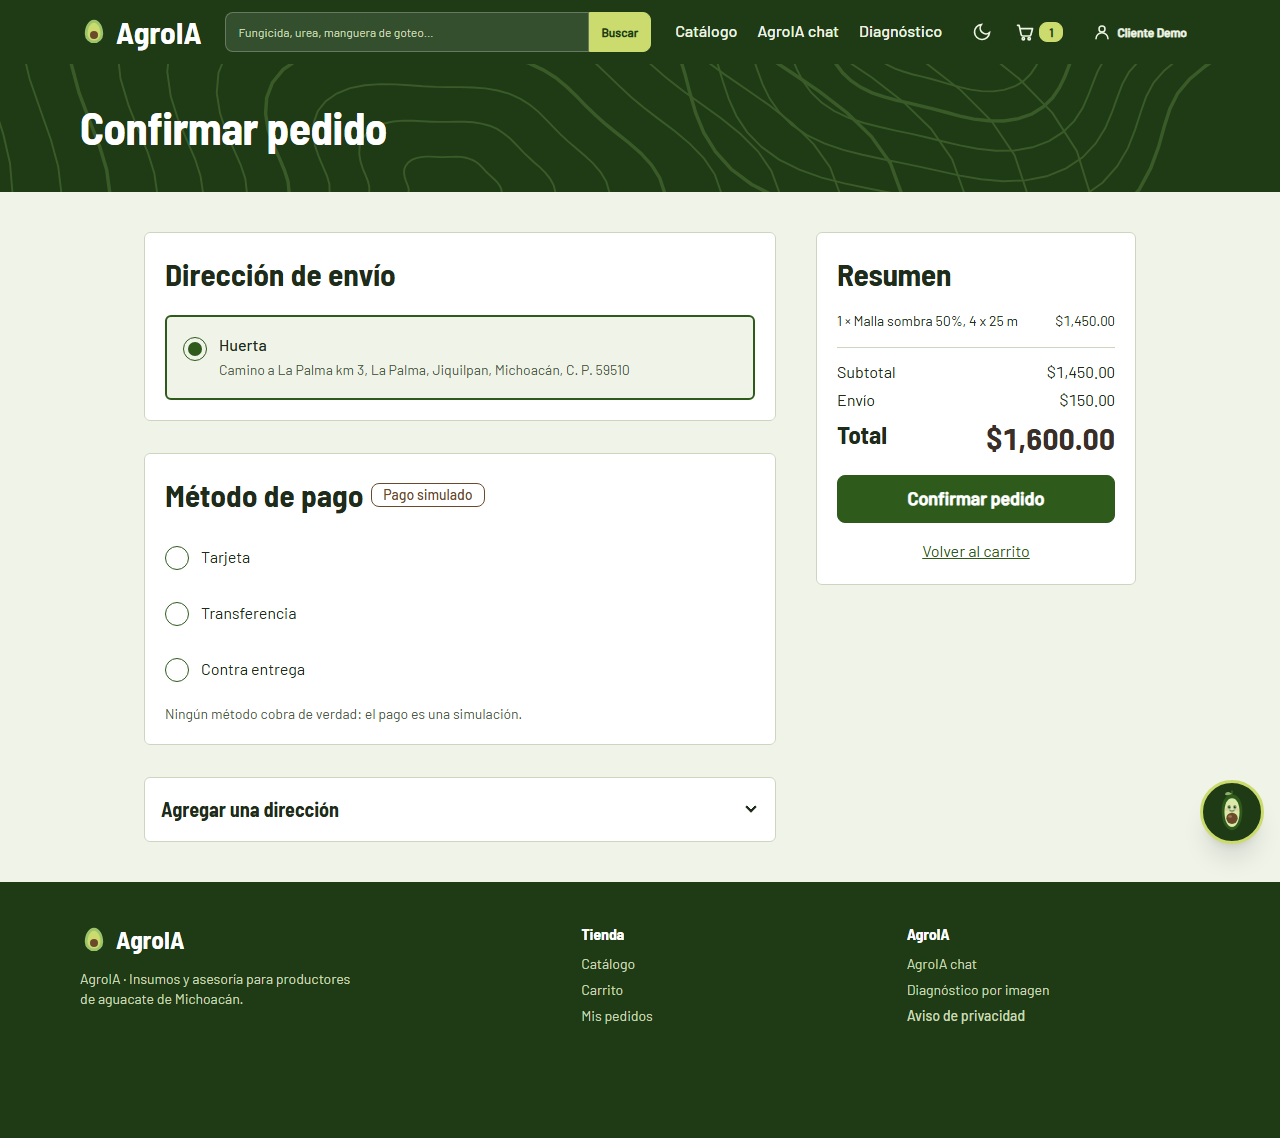 AgroIA
Fungicida, urea, manguera de goteo...
Buscar
Catálogo
AgroIA chat
Diagnóstico
1
Cliente Demo
Confirmar pedido
Dirección de envío
Huerta
Camino a La Palma km 3, La Palma, Jiquilpan, Michoacán, C. P. 59510
Método de pago
Pago simulado
Tarjeta
Transferencia
Contra entrega
Ningún método cobra de verdad: el pago es una simulación.
Agregar una dirección
Resumen
1 × Malla sombra 50%, 4 x 25 m $1,450.00
Subtotal $1,450.00
Envío $150.00
Total $1,600.00
Confirmar pedido
Volver al carrito
AgroIA
AgroIA · Insumos y asesoría para productores
de aguacate de Michoacán.
Tienda
Catálogo
Carrito
Mis pedidos
AgroIA
AgroIA chat
Diagnóstico por imagen
Aviso de privacidad